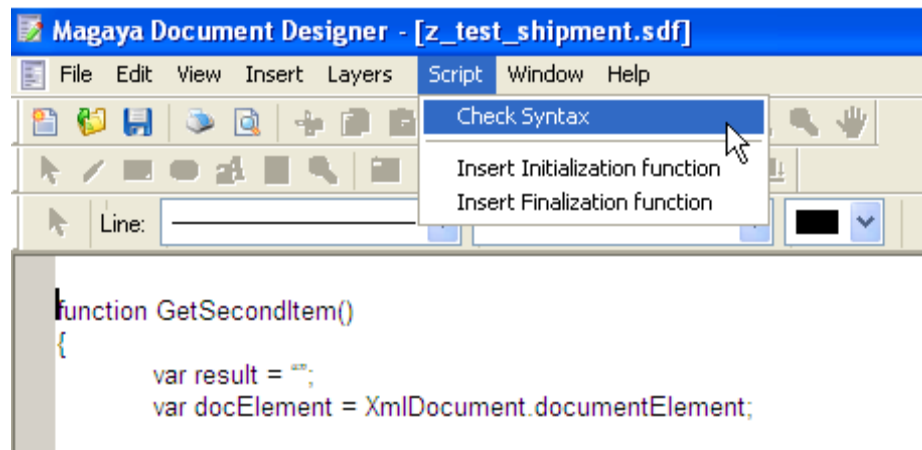 Magaya Document Designer - [z_test_shipment.sdf]
File Edit View Insert Layers Script Window Help
Check Syntax
Insert Initialization function
Insert Finalization function
Line:
function GetSecondItem()
{
var result = "";
var docElement = XmlDocument.documentElement;